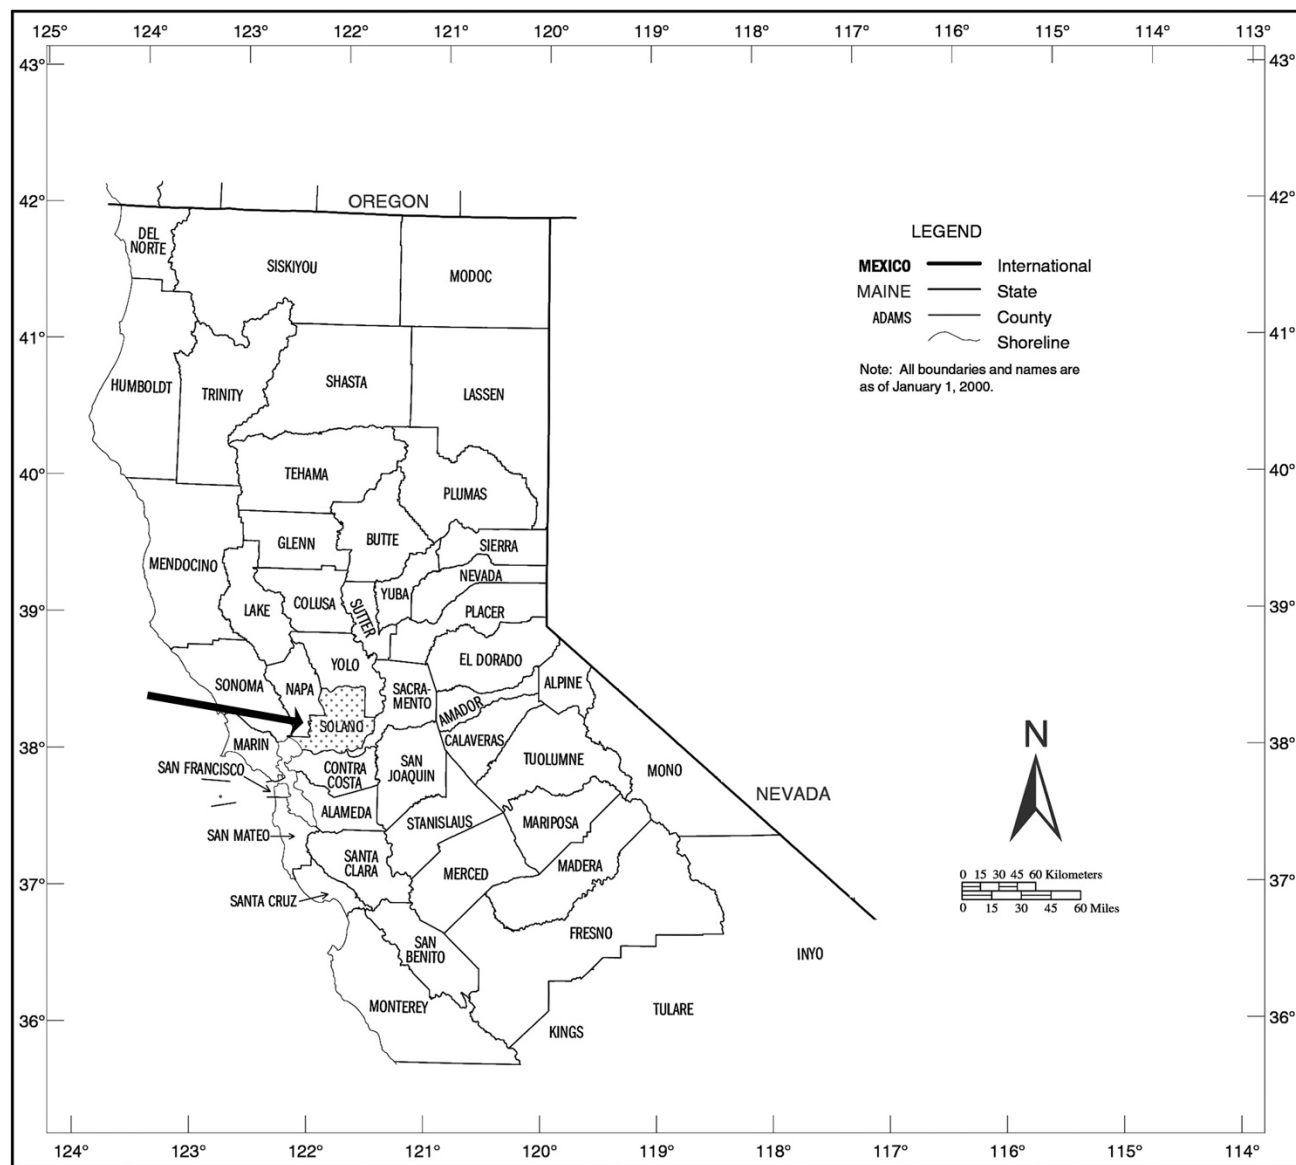 125° 124° 123° 122° 121° 120° 119° 118° 117° 116° 115° 114° 113°
43° 43°
42° 42°
OREGON
DEL
NORTE
SISKIYOU
MODOC
LEGEND
MEXICO International
MAINE State
ADAMS County
Shoreline
Note: All boundaries and names are
as of January 1, 2000.
41° 41°
HUMBOLDT
TRINITY
SHASTA
LASSEN
40° 40°
TEHAMA
PLUMAS
MENDOCINO
GLENN
BUTTE
SIERRA
NEVADA
39° 39°
LAKE
COLUSA
SUTTER
YUBA
PLACER
SONOMA
NAPA
YOLO
SACRA-
MENTO
EL DORADO
ALPINE
AMADOR
SOLANO
38° 38°
MARIN
CALAVERAS
TUOLUMNE
MONO
SAN FRANCISCO
CONTRA
COSTA
SAN
JOAQUIN
NEVADA
N
ALAMEDA
STANISLAUS
MARIPOSA
SAN MATEO
SANTA
CLARA
MERCED
MADERA
37° 37°
0 15 30 45 60 Kilometers
0 15 30 45 60 Miles
SANTA CRUZ
FRESNO
SAN
BENITO
INYO
MONTEREY
TULARE
KINGS
36° 36°
124° 123° 122° 121° 120° 119° 118° 117° 116° 115° 114°